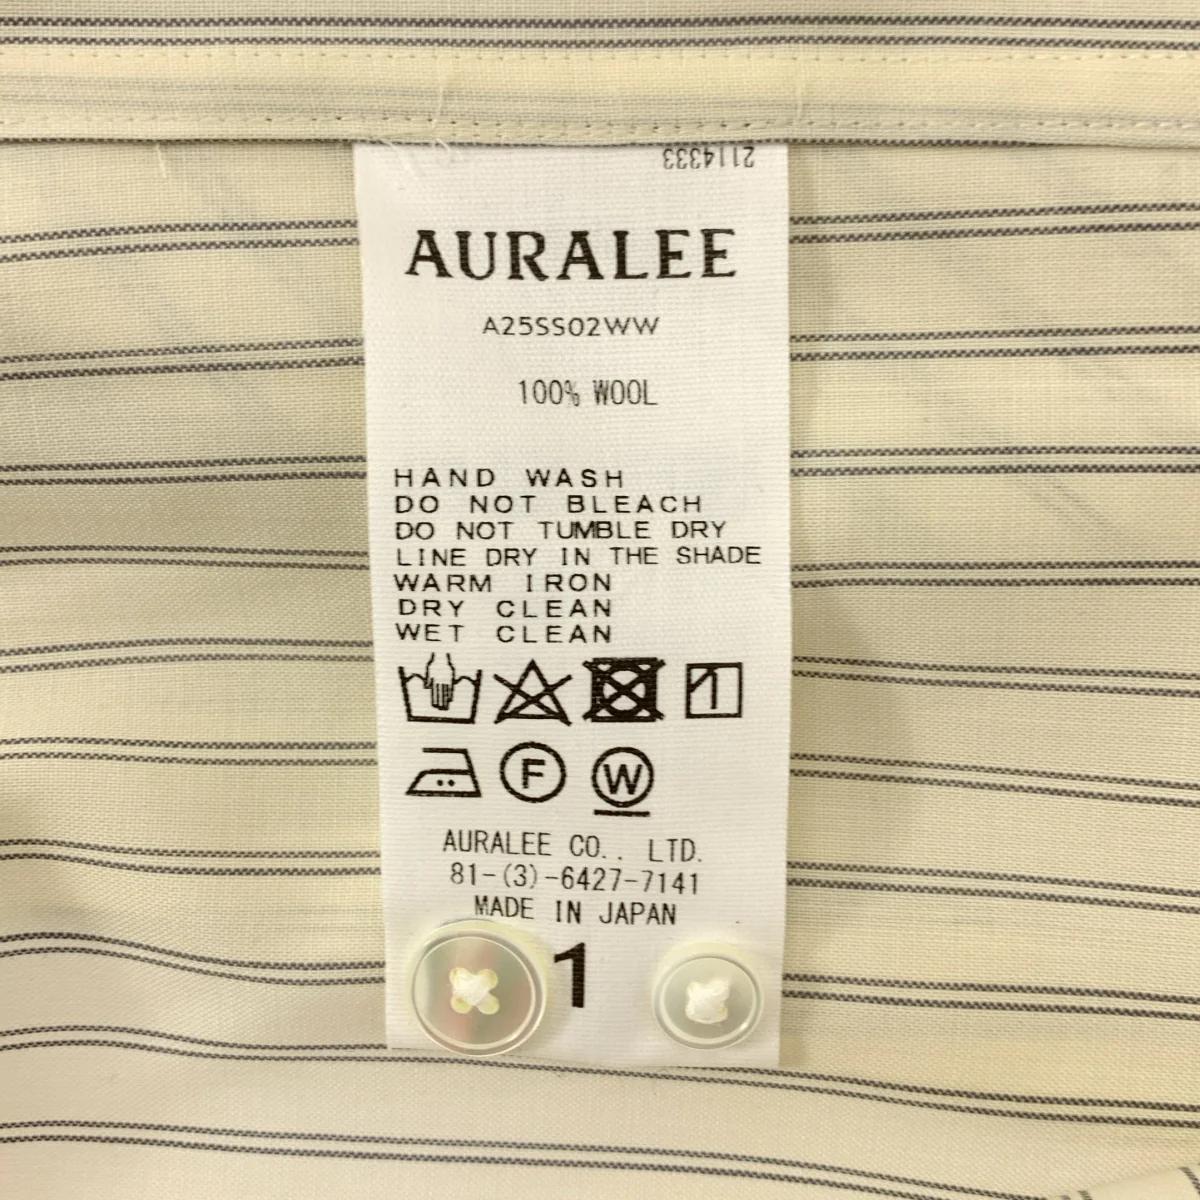 2114333
AURALEE
A25SS02WW
100% WOOL
HAND WASH
DO NOT BLEACH
DO NOT TUMBLE DRY
LINE DRY IN THE SHADE
WARM IRON
DRY CLEAN
WET CLEAN
F W
AURALEE CO., LTD.
81-(3)-6427-7141
MADE IN JAPAN
1